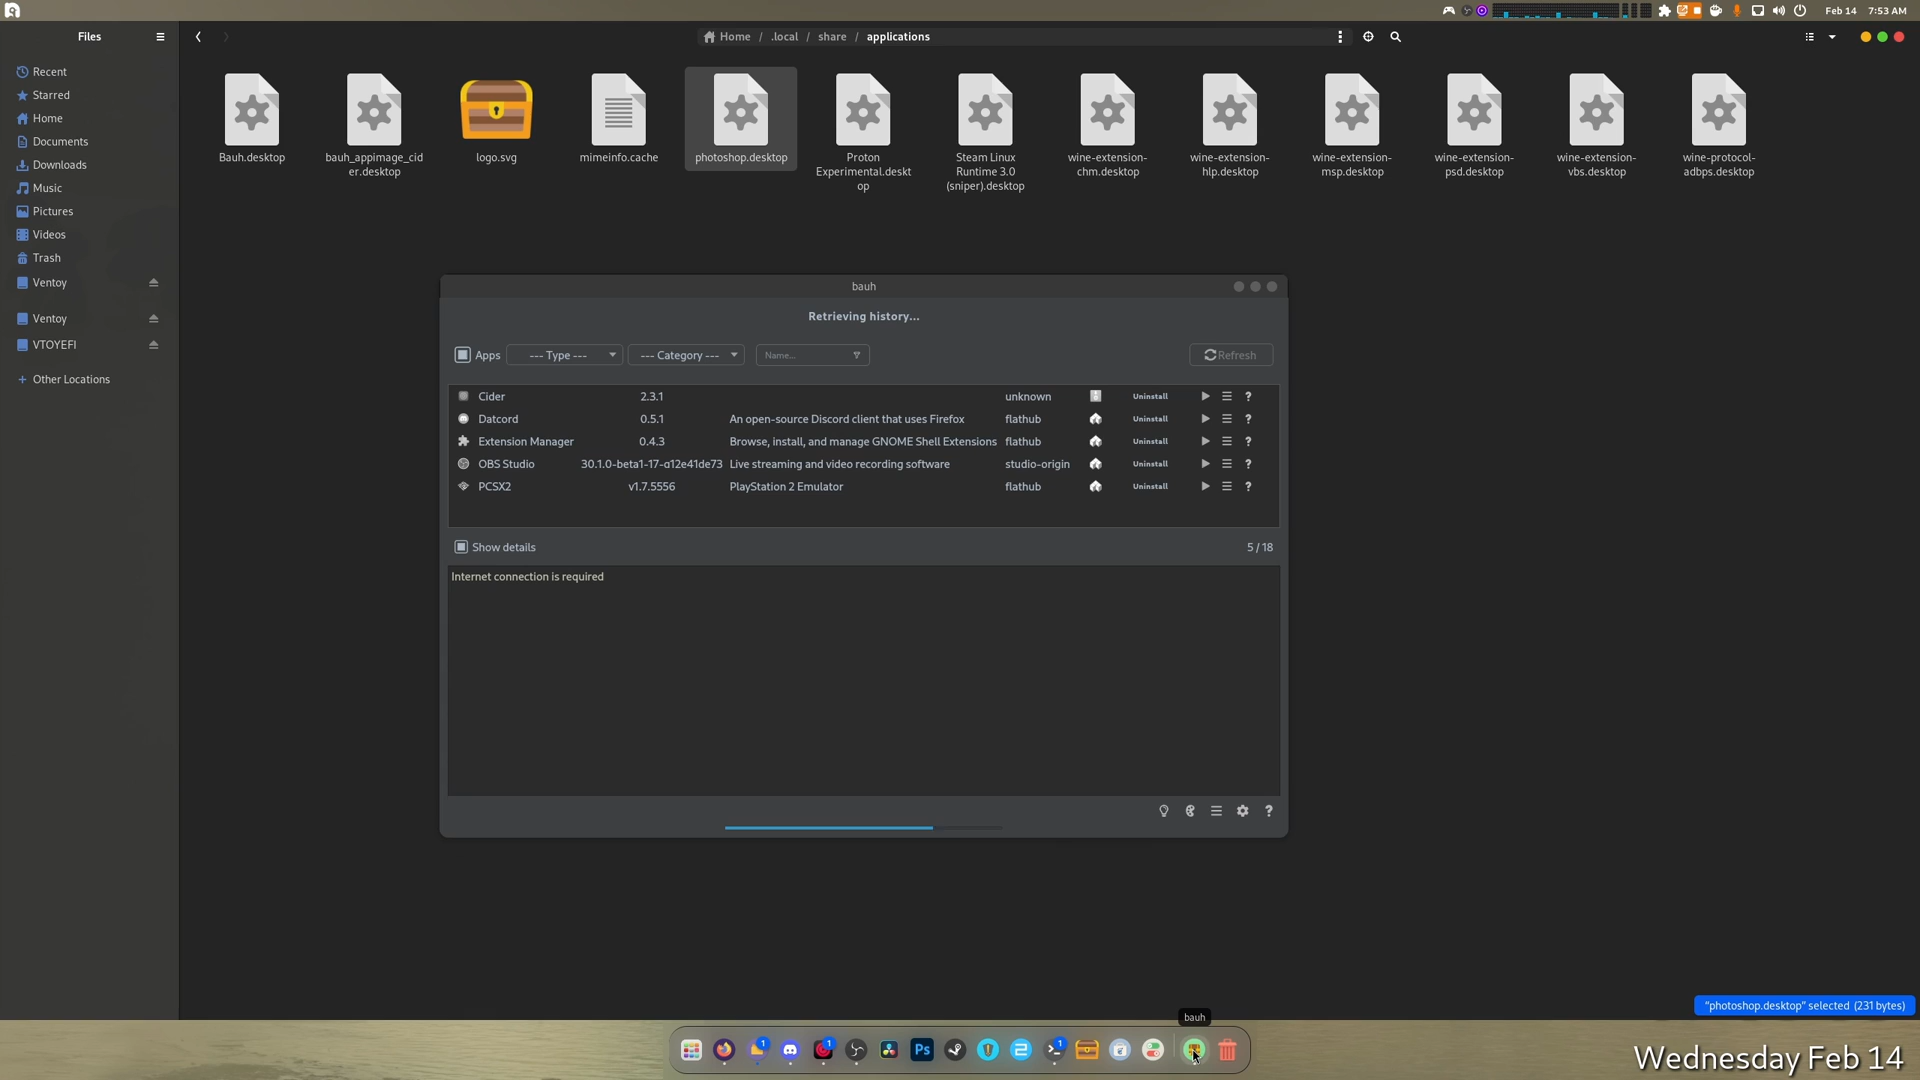 Feb 14 7:53 AM
Files
Home / .local / share / applications
Recent
Starred
Home
Documents
Downloads
Music
Pictures
Videos
Trash
Ventoy
Ventoy
VTOYEFI
Other Locations
Bauh.desktop
bauh_appimage_cid
er.desktop
logo.svg
mimeinfo.cache
photoshop.desktop
Proton
Experimental.deskt
op
Steam Linux
Runtime 3.0
(sniper).desktop
wine-extension-
chm.desktop
wine-extension-
hlp.desktop
wine-extension-
msp.desktop
wine-extension-
psd.desktop
wine-extension-
vbs.desktop
wine-protocol-
adbps.desktop
bauh
Retrieving history...
Apps --- Type --- --- Category --- Name... Refresh
Cider 2.3.1 unknown Uninstall ?
Datcord 0.5.1 An open-source Discord client that uses Firefox flathub Uninstall ?
Extension Manager 0.4.3 Browse, install, and manage GNOME Shell Extensions flathub Uninstall ?
OBS Studio 30.1.0-beta1-17-a12e41de73 Live streaming and video recording software studio-origin Uninstall ?
PCSX2 v1.7.5556 PlayStation 2 Emulator flathub Uninstall ?
Show details 5 / 18
Internet connection is required
?
"photoshop.desktop" selected (231 bytes)
bauh
1 1 Ps 1
Wednesday Feb 14